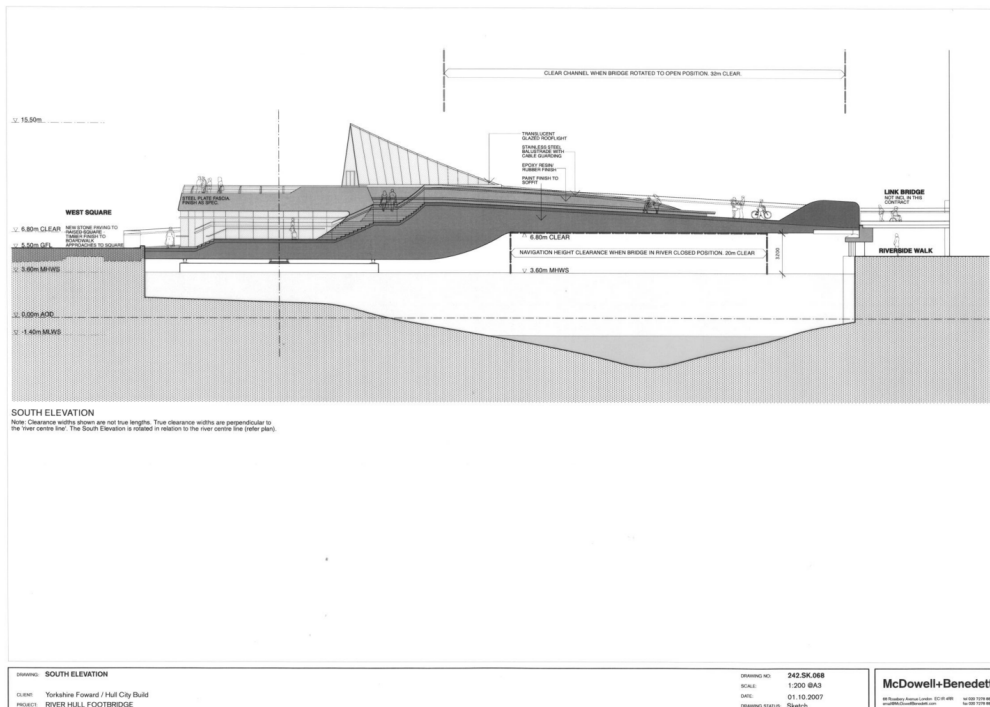 CLEAR CHANNEL WHEN BRIDGE ROTATED TO OPEN POSITION. 32m CLEAR.
15.50m
TRANSLUCENT
GLAZED ROOFLIGHT
STAINLESS STEEL
BALUSTRADE WITH
CABLE GUARDING
EPOXY RESIN/
RUBBER FINISH
PAINT FINISH TO
SOFFIT
STEEL PLATE FASCIA.
FINISH AS SPEC.
LINK BRIDGE
NOT INCL IN THIS
CONTRACT
WEST SQUARE
6.80m CLEAR
NEW STONE PAVING TO
RAISED SQUARE
TIMBER FINISH TO
BOARDWALK
APPROACHES TO SQUARE
5.50m GFL
6.80m CLEAR
NAVIGATION HEIGHT CLEARANCE WHEN BRIDGE IN RIVER CLOSED POSITION. 20m CLEAR
3200
RIVERSIDE WALK
3.60m MHWS
3.60m MHWS
0.00m AOD
-1.40m MLWS
SOUTH ELEVATION
Note: Clearance widths shown are not true lengths. True clearance widths are perpendicular to
the 'river centre line'. The South Elevation is rotated in relation to the river centre line (refer plan).
DRAWING: SOUTH ELEVATION
CLIENT: Yorkshire Foward / Hull City Build
PROJECT: RIVER HULL FOOTBRIDGE
DRAWING NO: 242.SK.068
SCALE: 1:200 @A3
DATE: 01.10.2007
DRAWING STATUS: Sketch
McDowell+Benedett
Rosebery Avenue London EC1R 4RR